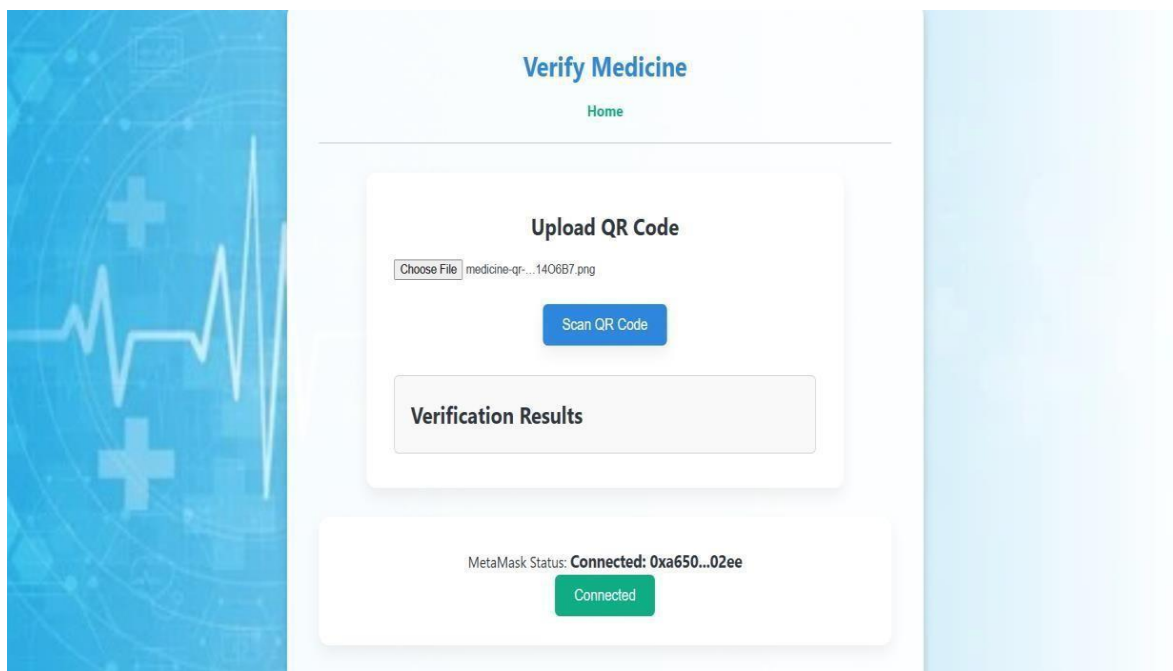 Verify Medicine
Home
Upload QR Code
Choose File medicine-qr-...14O6B7.png
Scan QR Code
Verification Results
MetaMask Status: Connected: 0xa650...02ee
Connected